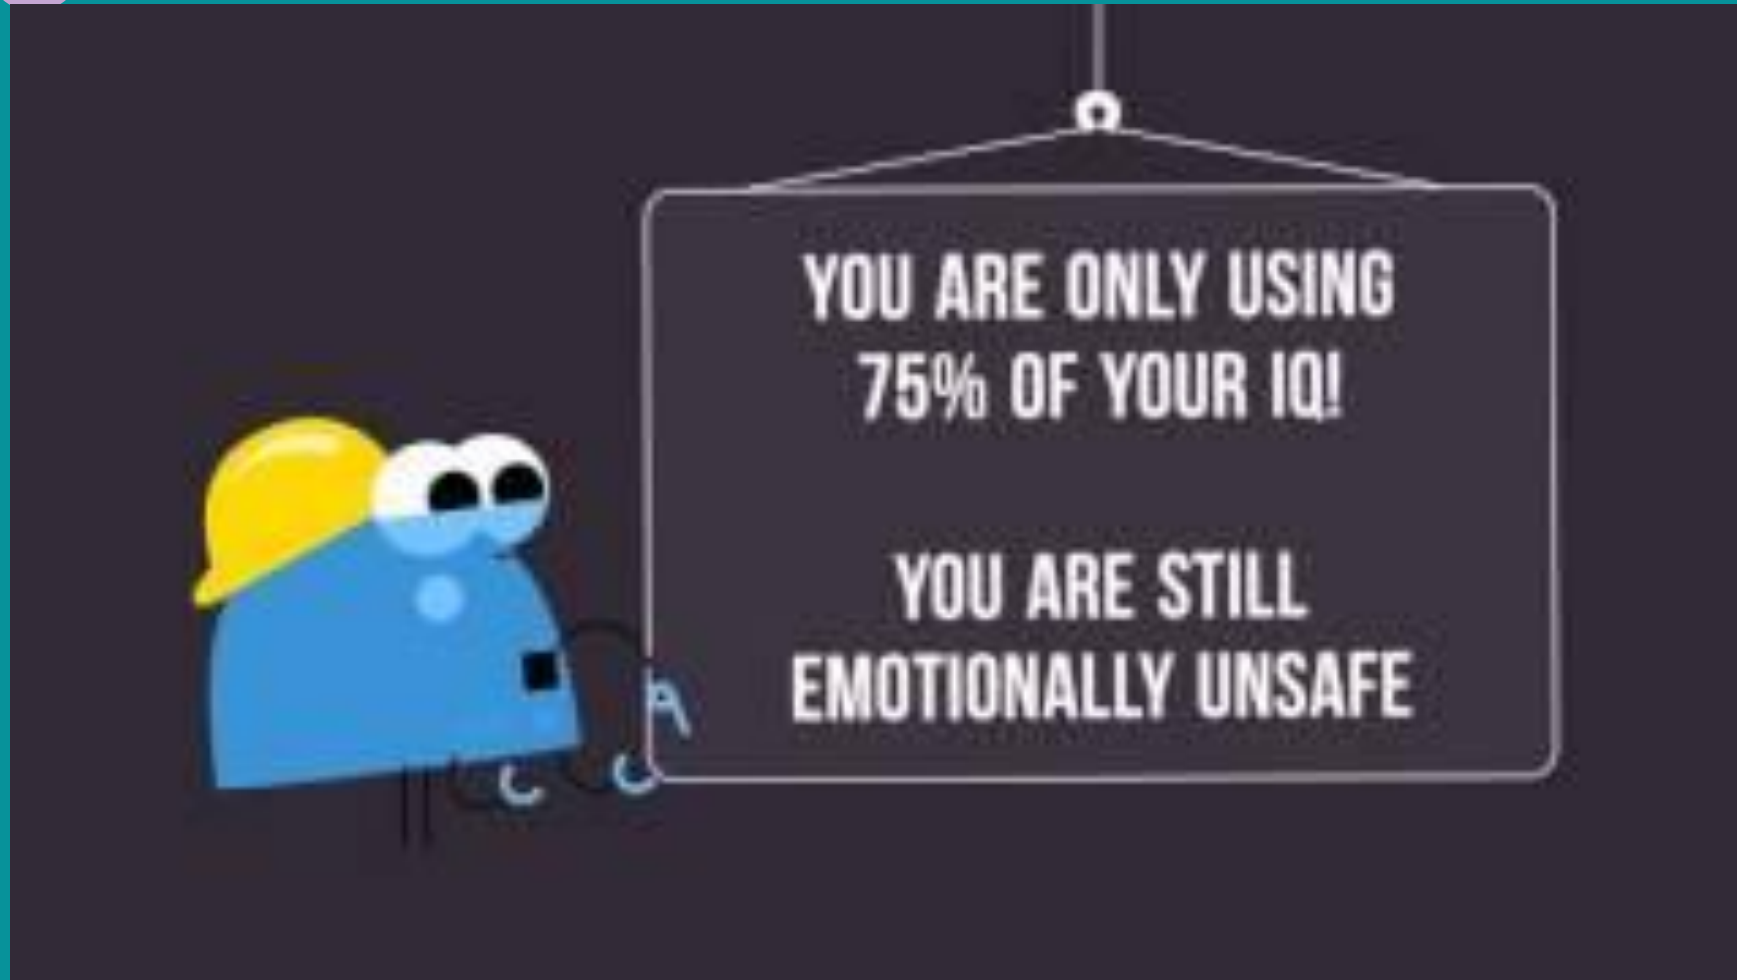 YOU ARE ONLY USING
75% OF YOUR IQ!
YOU ARE STILL
EMOTIONALLY UNSAFE